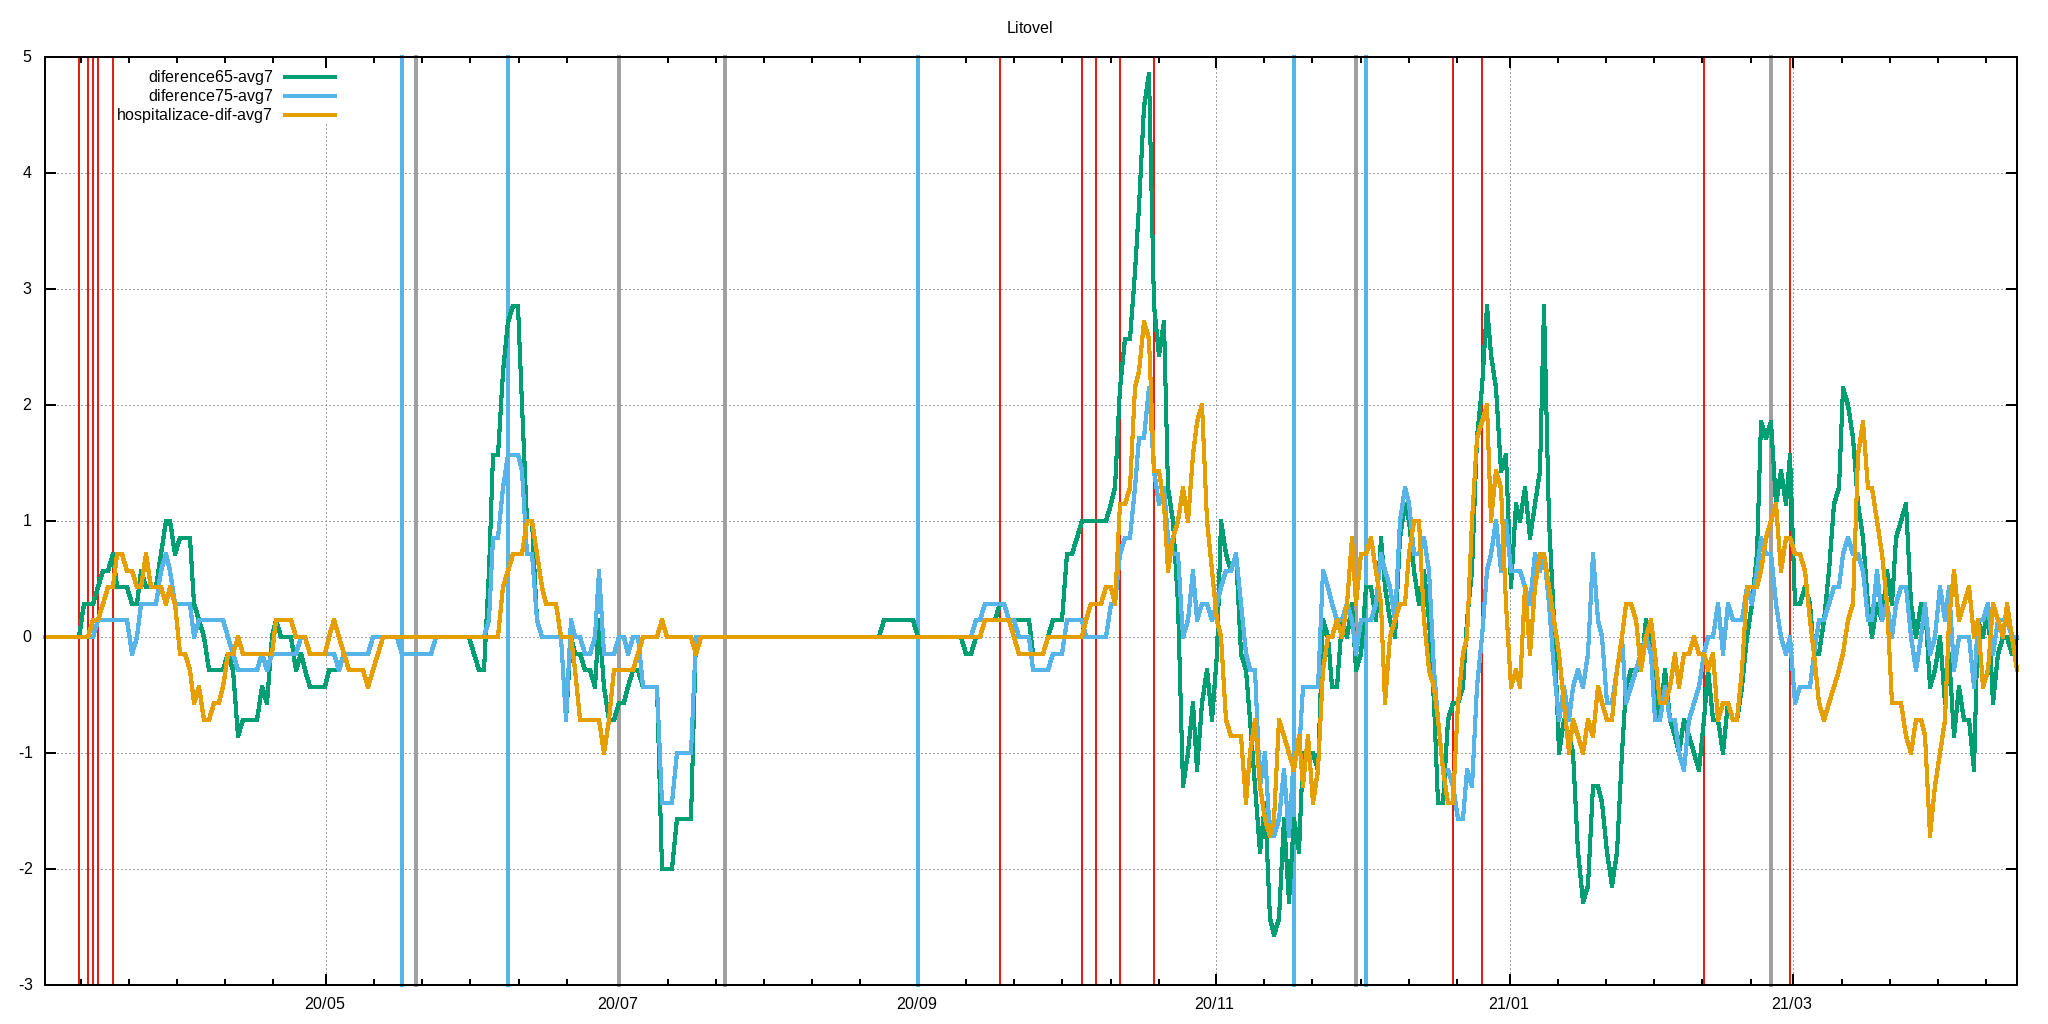 Litovel
5
diference65-avg7
diference75-avg7
hospitalizace-dif-avg7
4
3
2
1
0
-1
-2
-3
20/05 20/07 20/09 20/11 21/01 21/03